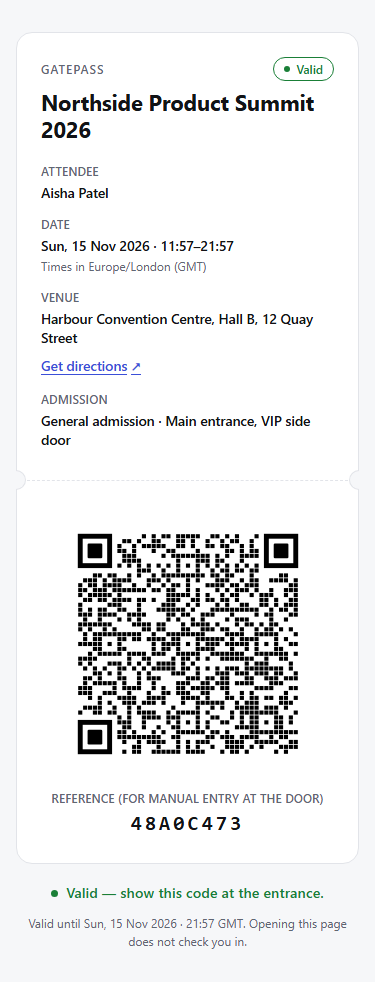 GATEPASS
Valid
Northside Product Summit
2026
ATTENDEE
Aisha Patel
DATE
Sun, 15 Nov 2026 · 11:57–21:57
Times in Europe/London (GMT)
VENUE
Harbour Convention Centre, Hall B, 12 Quay
Street
Get directions ↗
ADMISSION
General admission · Main entrance, VIP side
door
REFERENCE (FOR MANUAL ENTRY AT THE DOOR)
48A0C473
Valid — show this code at the entrance.
Valid until Sun, 15 Nov 2026 · 21:57 GMT. Opening this page
does not check you in.